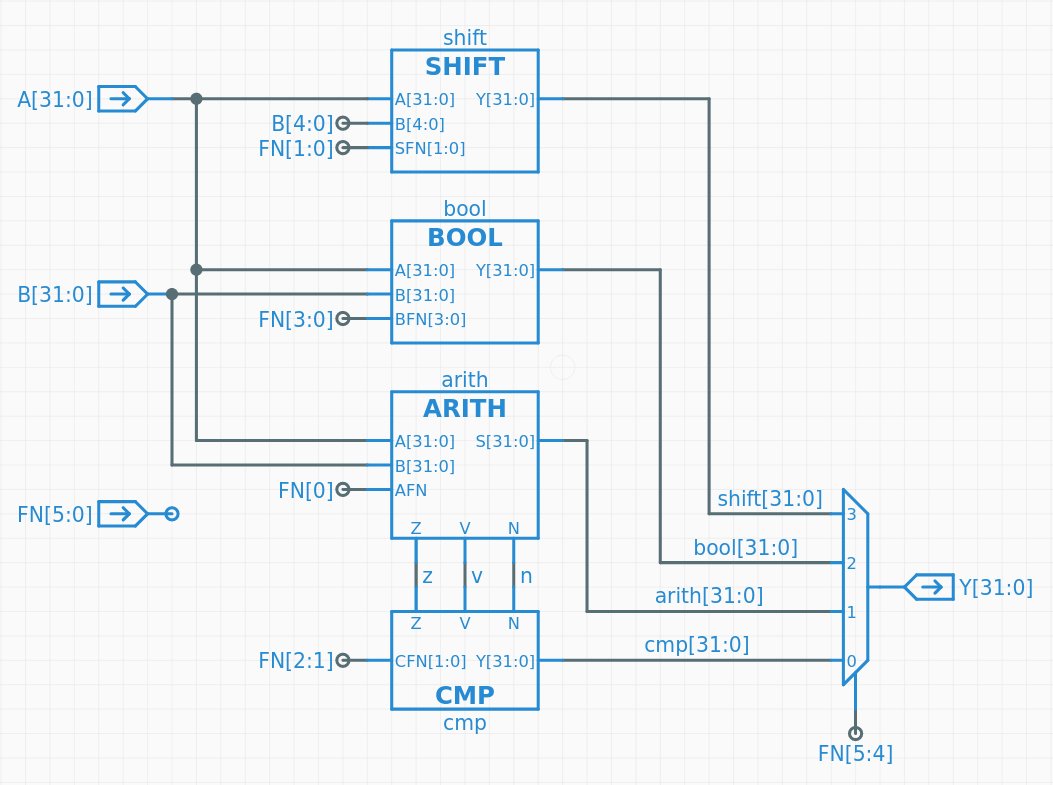 shift
SHIFT
A[31:0]
A[31:0]
Y[31:0]
B[4:0]
B[4:0]
FN[1:0]
SFN[1:0]
bool
BOOL
A[31:0]
Y[31:0]
B[31:0]
B[31:0]
FN[3:0]
BFN[3:0]
arith
ARITH
A[31:0]
S[31:0]
B[31:0]
FN[0]
AFN
FN[5:0]
Z
V
N
z
v
n
Z
V
N
FN[2:1]
CFN[1:0]
Y[31:0]
CMP
cmp
shift[31:0]
3
bool[31:0]
2
arith[31:0]
1
cmp[31:0]
0
Y[31:0]
FN[5:4]